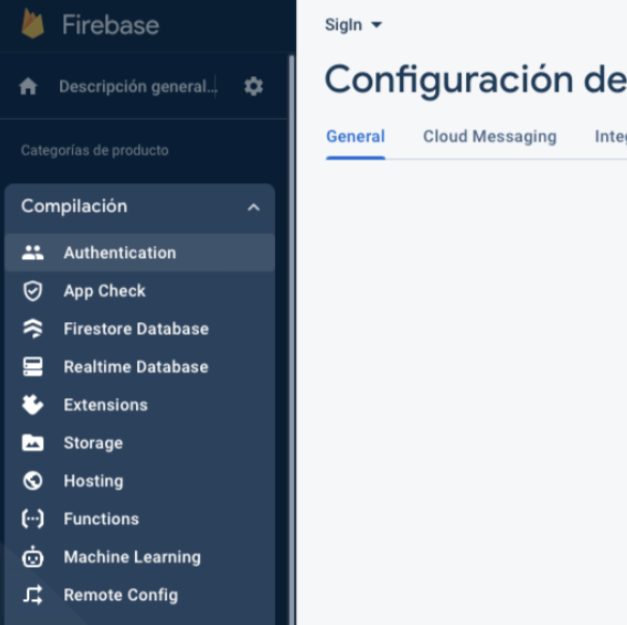 Firebase
Descripción general...
Categorías de producto
Compilación
Authentication
App Check
Firestore Database
Realtime Database
Extensions
Storage
Hosting
Functions
Machine Learning
Remote Config
SigIn
Configuración de
General Cloud Messaging